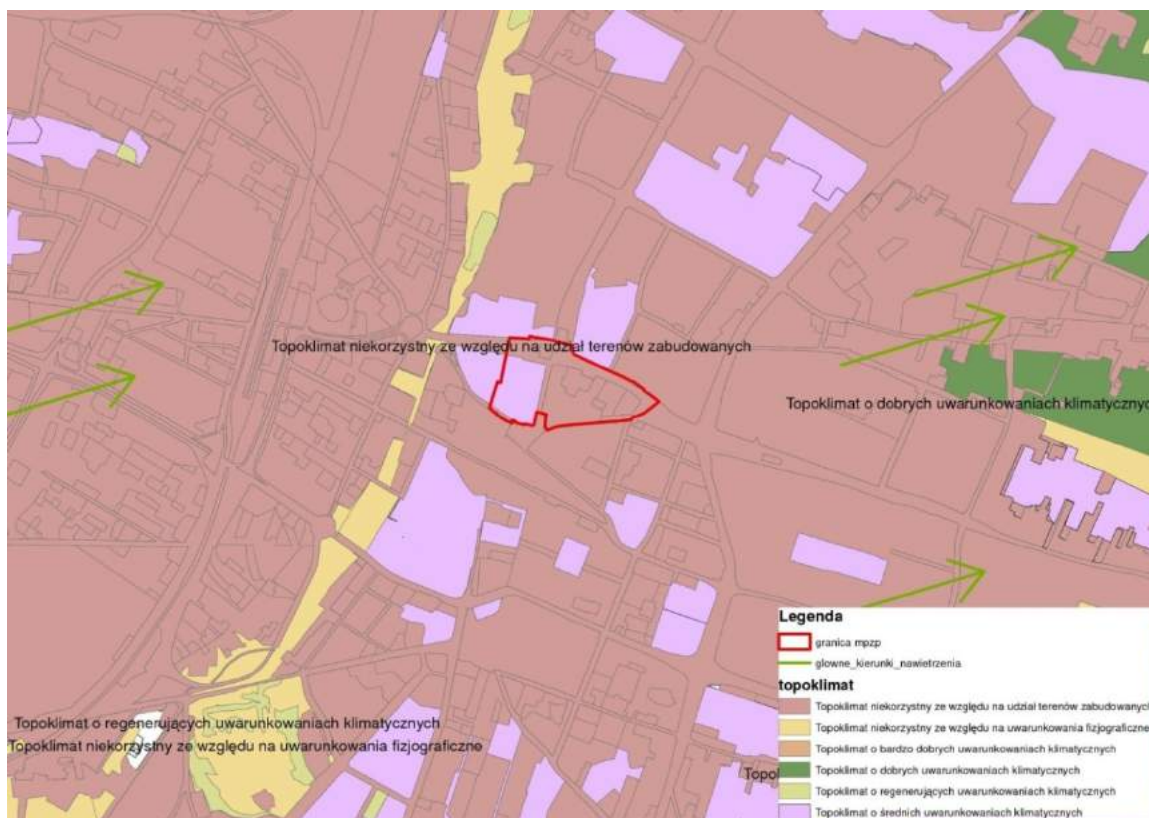 Topoklimat niekorzystny ze względu na udział terenów zabudowanych
Topoklimat o dobrych uwarunkowaniach klimatycznyc
Topoklimat o regenerujących uwarunkowaniach klimatycznych
Topoklimat niekorzystny ze względu na uwarunkowania fizjograficzne
Topok
Legenda
granica mpzp
glowne_kierunki_nawietrzenia
topoklimat
Topoklimat niekorzystny ze względu na udział terenów zabudowanych
Topoklimat niekorzystny ze względu na uwarunkowania fizjograficzne
Topoklimat o bardzo dobrych uwarunkowaniach klimatycznych
Topoklimat o dobrych uwarunkowaniach klimatycznych
Topoklimat o regenerujących uwarunkowaniach klimatycznych
Topoklimat o średnich uwarunkowaniach klimatycznych